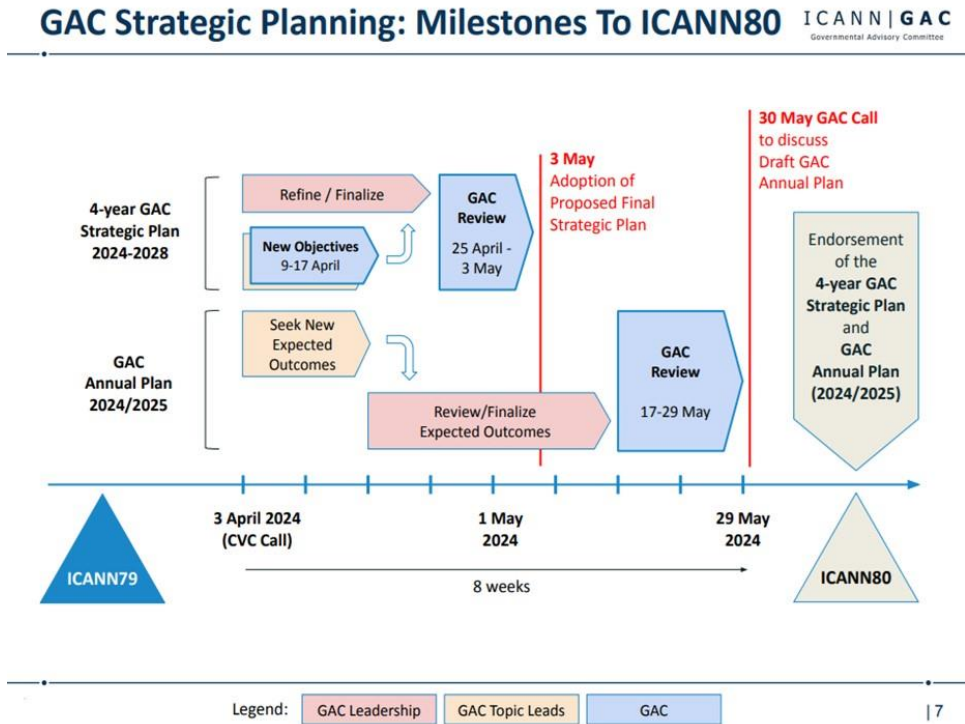 GAC Strategic Planning: Milestones To ICANN80
ICANN|GAC
Governmental Advisory Committee
4-year GAC
Strategic Plan
2024-2028
Refine / Finalize
New Objectives
9-17 April
GAC
Review
25 April -
3 May
3 May
Adoption of
Proposed Final
Strategic Plan
30 May GAC Call
to discuss
Draft GAC
Annual Plan
Endorsement
of the
4-year GAC
Strategic Plan
and
GAC
Annual Plan
(2024/2025)
GAC
Annual Plan
2024/2025
Seek New
Expected
Outcomes
Review/Finalize
Expected Outcomes
GAC
Review
17-29 May
3 April 2024
(CVC Call)
1 May
2024
29 May
2024
8 weeks
ICANN79
ICANN80
Legend:
GAC Leadership
GAC Topic Leads
GAC
| 7